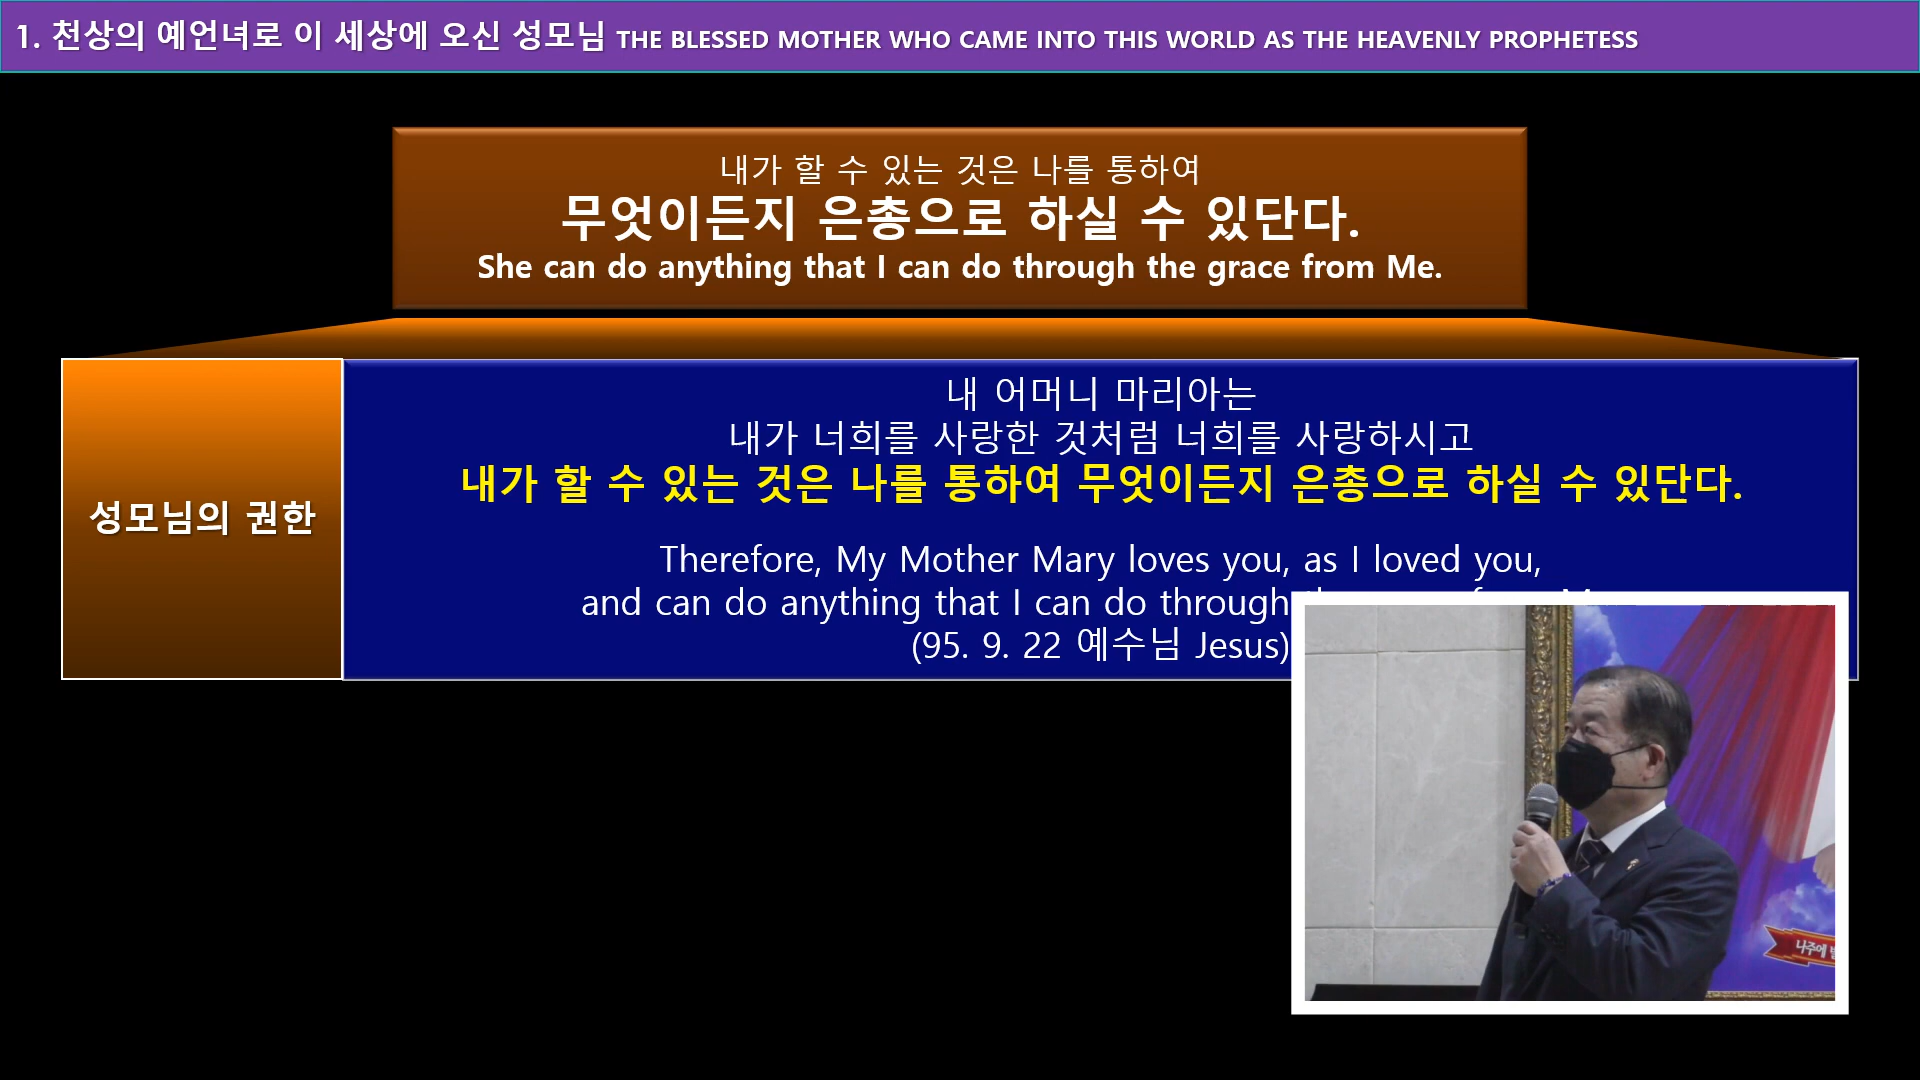 1. 천상의 예언녀로 이 세상에 오신 성모님 THE BLESSED MOTHER WHO CAME INTO THIS WORLD AS THE HEAVENLY PROPHETESS
내가 할 수 있는 것은 나를 통하여
무엇이든지 은총으로 하실 수 있단다.
She can do anything that I can do through the grace from Me.
성모님의 권한
내 어머니 마리아는
내가 너희를 사랑한 것처럼 너희를 사랑하시고
내가 할 수 있는 것은 나를 통하여 무엇이든지 은총으로 하실 수 있단다.
Therefore, My Mother Mary loves you, as I loved you,
and can do anything that I can do through
(95. 9. 22 예수님 Jesus)
나주에